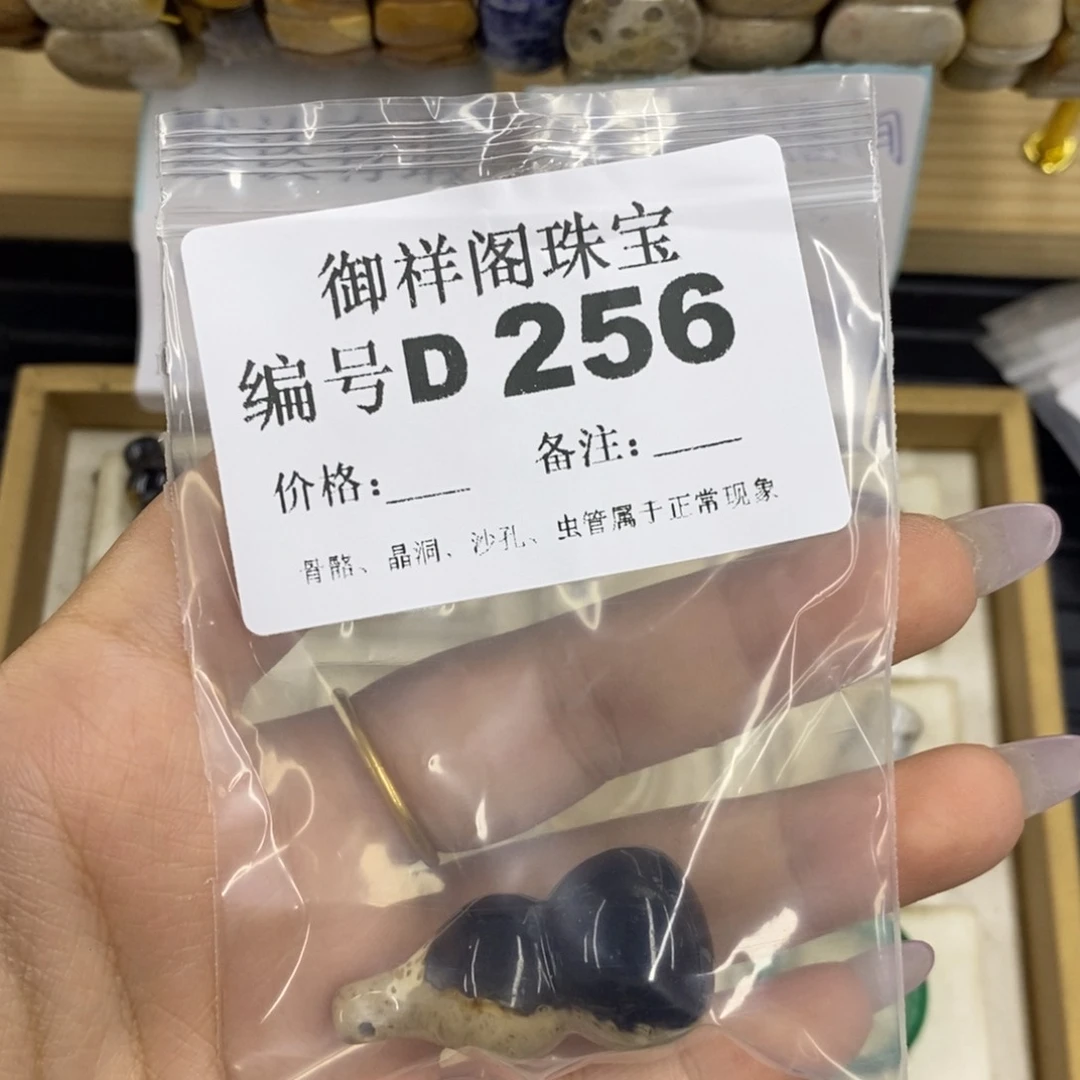 御祥阁珠宝
编号D 256
价格:____ 备注:____
骨骼、晶洞、沙孔、虫管属于正常现象